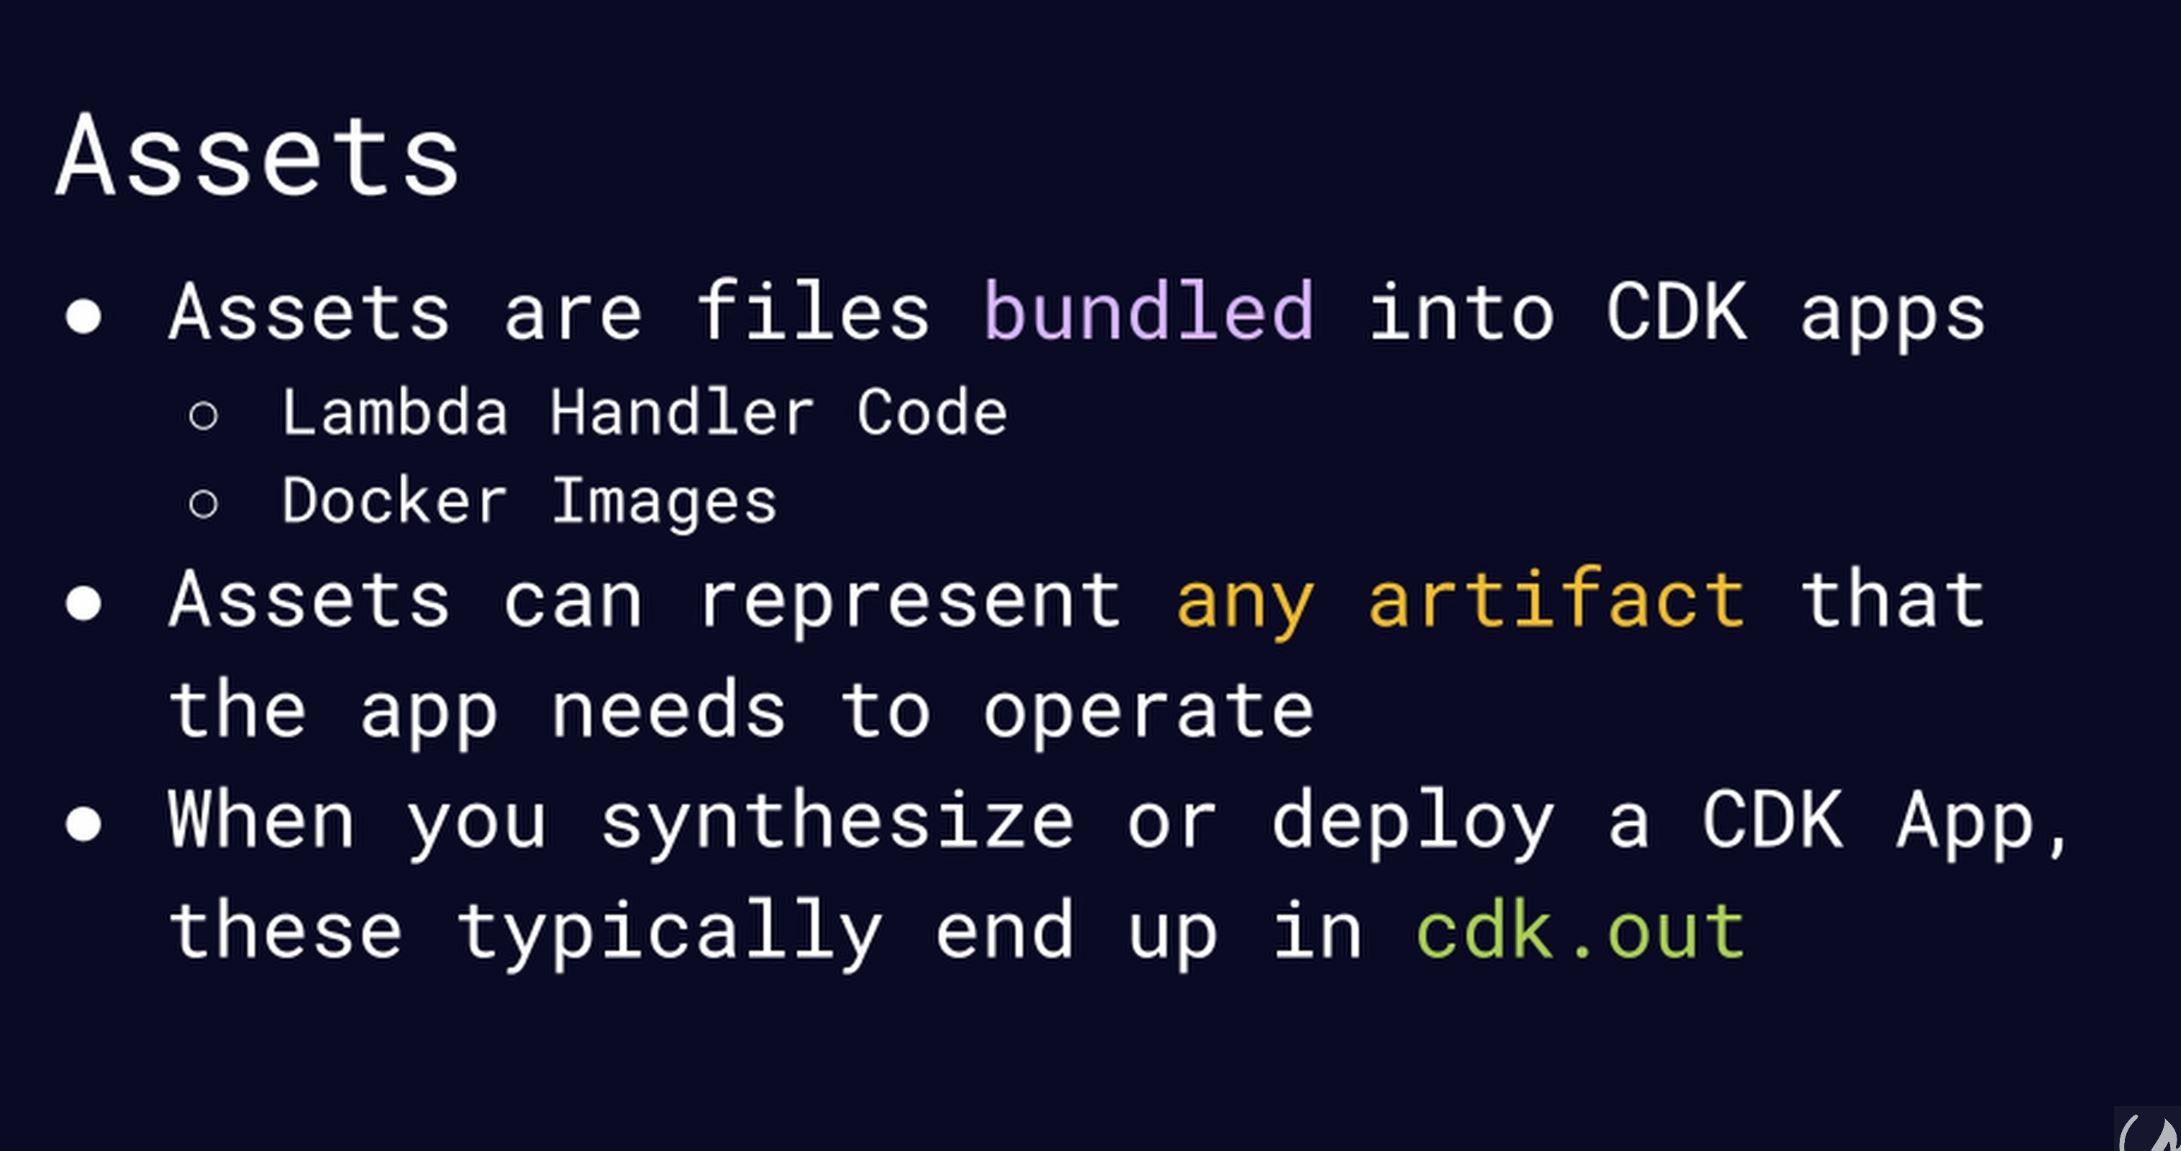 Assets
● Assets are files bundled into CDK apps
○ Lambda Handler Code
○ Docker Images
● Assets can represent any artifact that
the app needs to operate
● When you synthesize or deploy a CDK App,
these typically end up in cdk.out